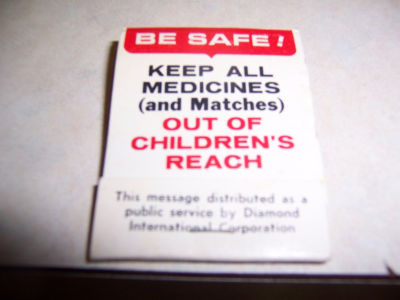 BE SAFE!
KEEP ALL
MEDICINES
(and Matches)
OUT OF
CHILDREN'S
REACH
This message distributed as a
public service by Diamond
International Corporation